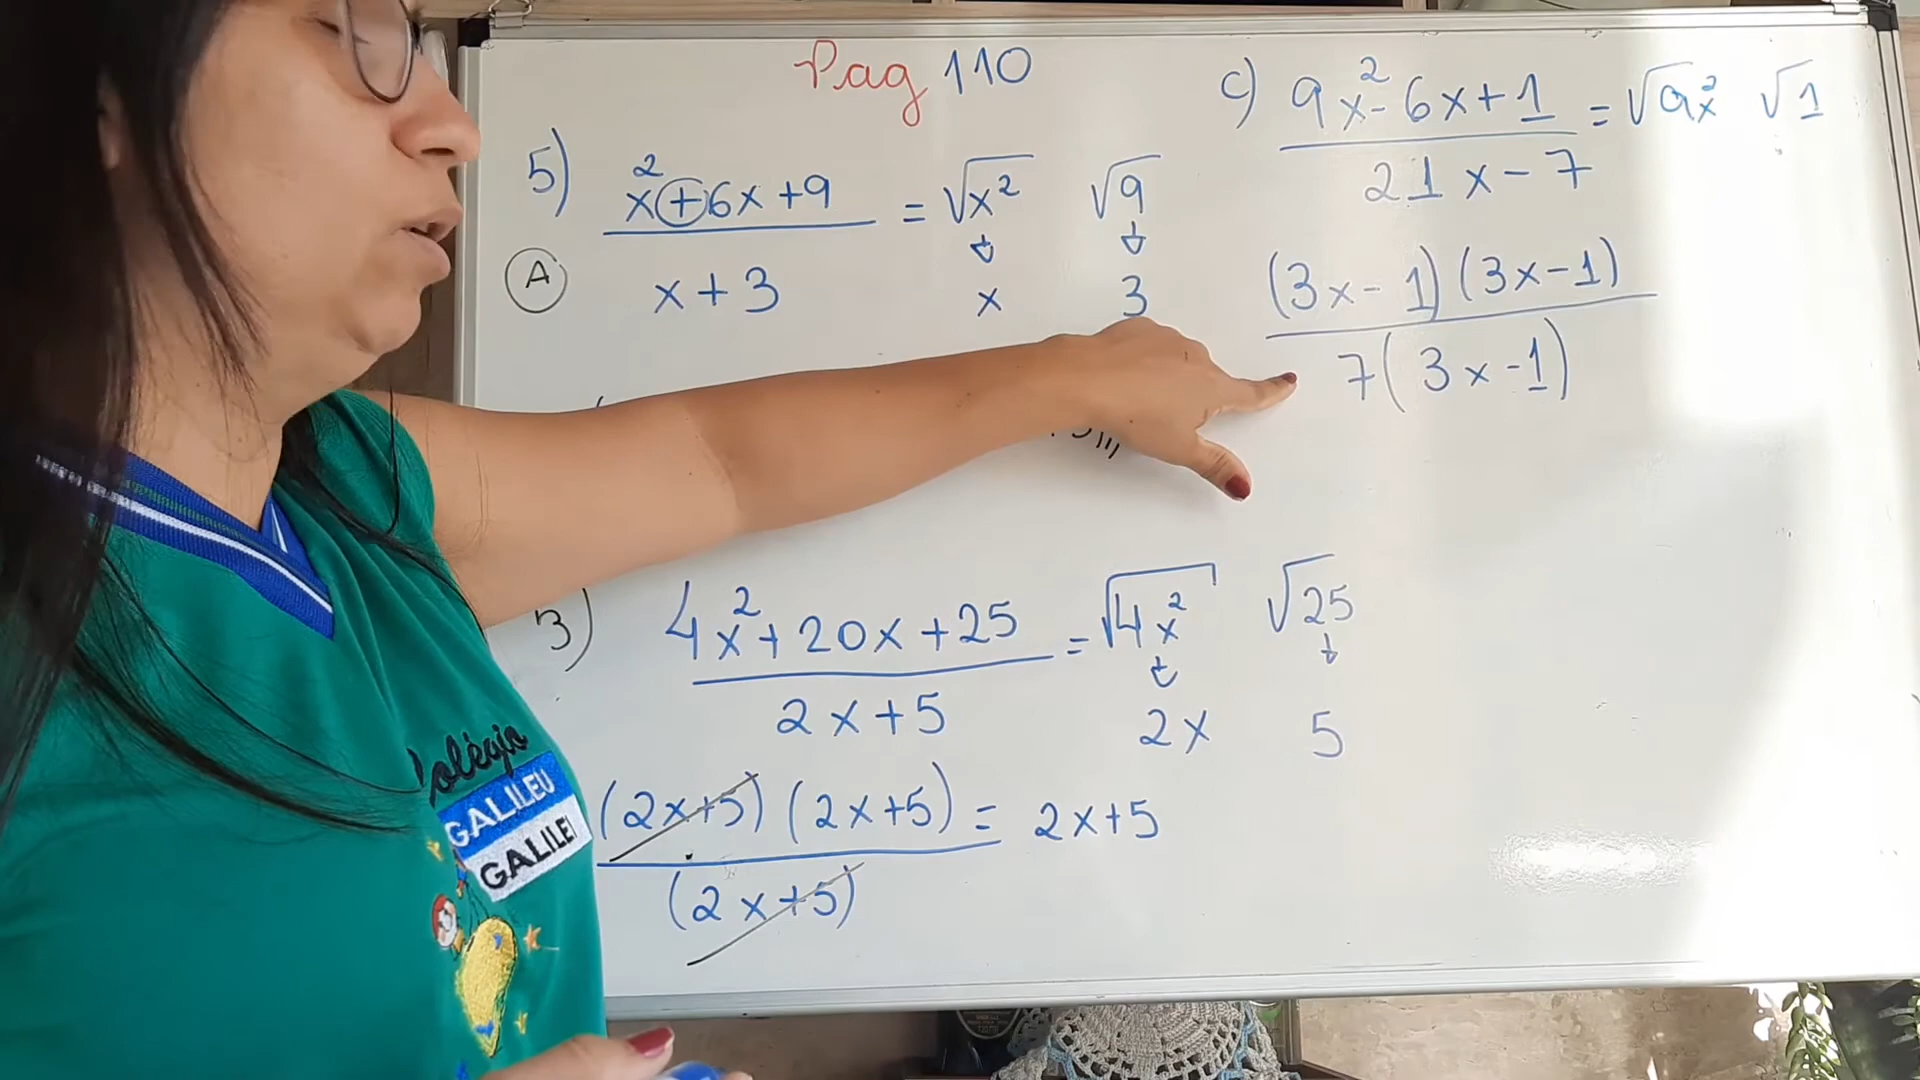 Pag 110
5) x²+6x+9 = √x² √9
A x+3 x 3
c) 9x²-6x+1 = √9x² √1
21x-7
(3x-1)(3x-1)
7(3x-1)
4x²+20x+25 = √4x² √25
2x+5 2x 5
(2x+5)(2x+5) = 2x+5
(2x+5)
Colégio
GALILEU
GALILEI